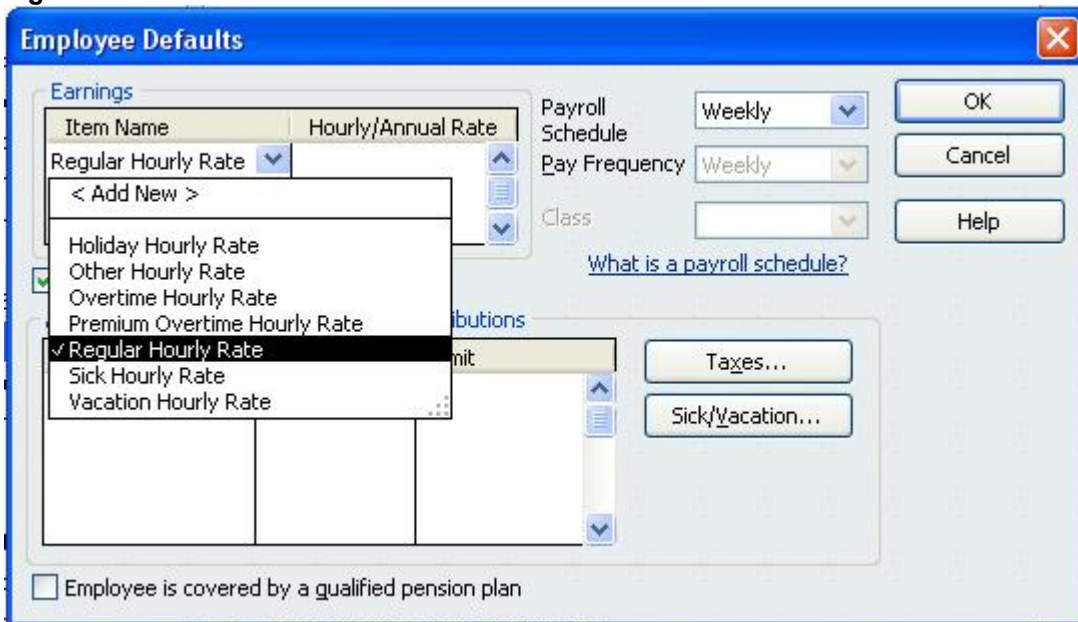 Employee Defaults
Earnings
Item Name
Hourly/Annual Rate
Regular Hourly Rate
< Add New >
Holiday Hourly Rate
Other Hourly Rate
Overtime Hourly Rate
Premium Overtime Hourly Rate
Regular Hourly Rate
Sick Hourly Rate
Vacation Hourly Rate
Payroll
Schedule
Weekly
Pay Frequency
Weekly
Class
What is a payroll schedule?
OK
Cancel
Help
Taxes...
Sick/Vacation...
Employee is covered by a qualified pension plan